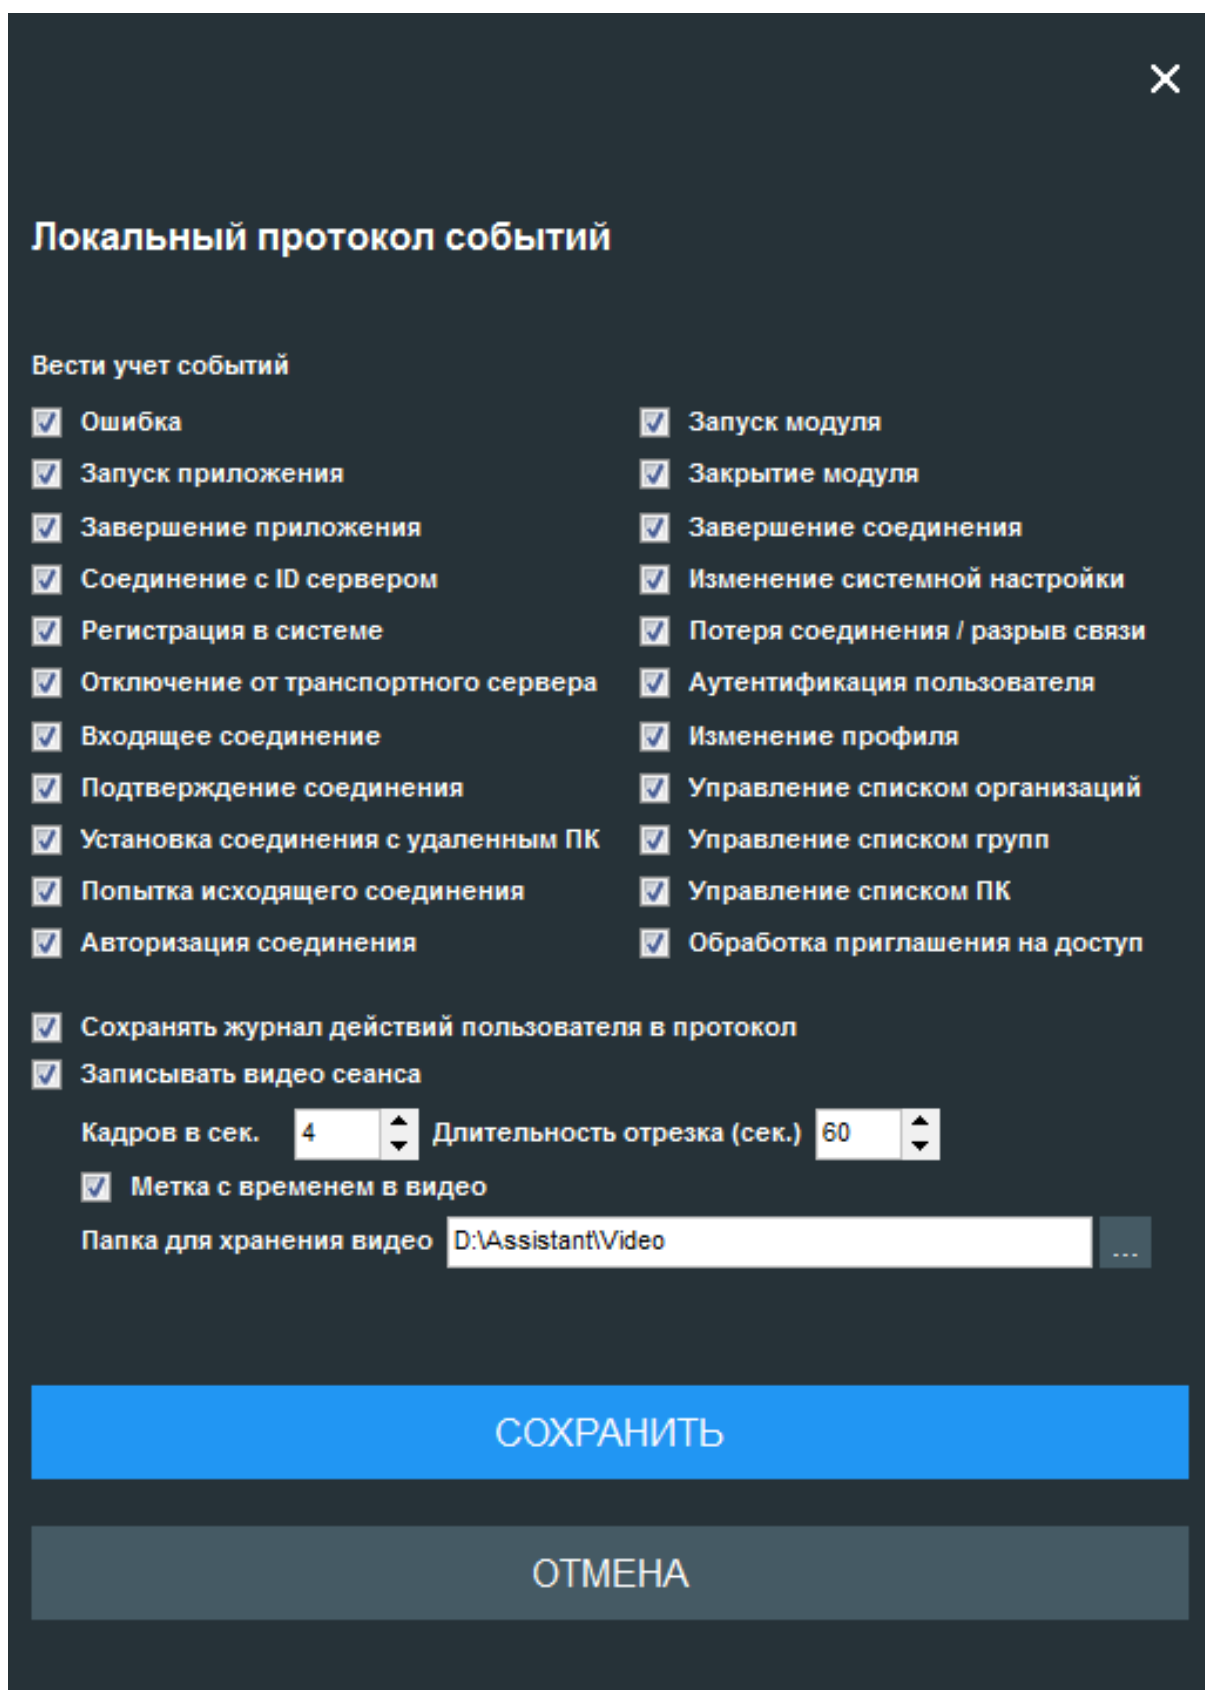 Локальный протокол событий
Вести учет событий
Ошибка
Запуск приложения
Завершение приложения
Соединение с ID сервером
Регистрация в системе
Отключение от транспортного сервера
Входящее соединение
Подтверждение соединения
Установка соединения с удаленным ПК
Попытка исходящего соединения
Авторизация соединения
Запуск модуля
Закрытие модуля
Завершение соединения
Изменение системной настройки
Потеря соединения / разрыв связи
Аутентификация пользователя
Изменение профиля
Управление списком организаций
Управление списком групп
Управление списком ПК
Обработка приглашения на доступ
Сохранять журнал действий пользователя в протокол
Записывать видео сеанса
Кадров в сек. 4 Длительность отрезка (сек.) 60
Метка с временем в видео
Папка для хранения видео D:\Assistant\Video ...
СОХРАНИТЬ
ОТМЕНА